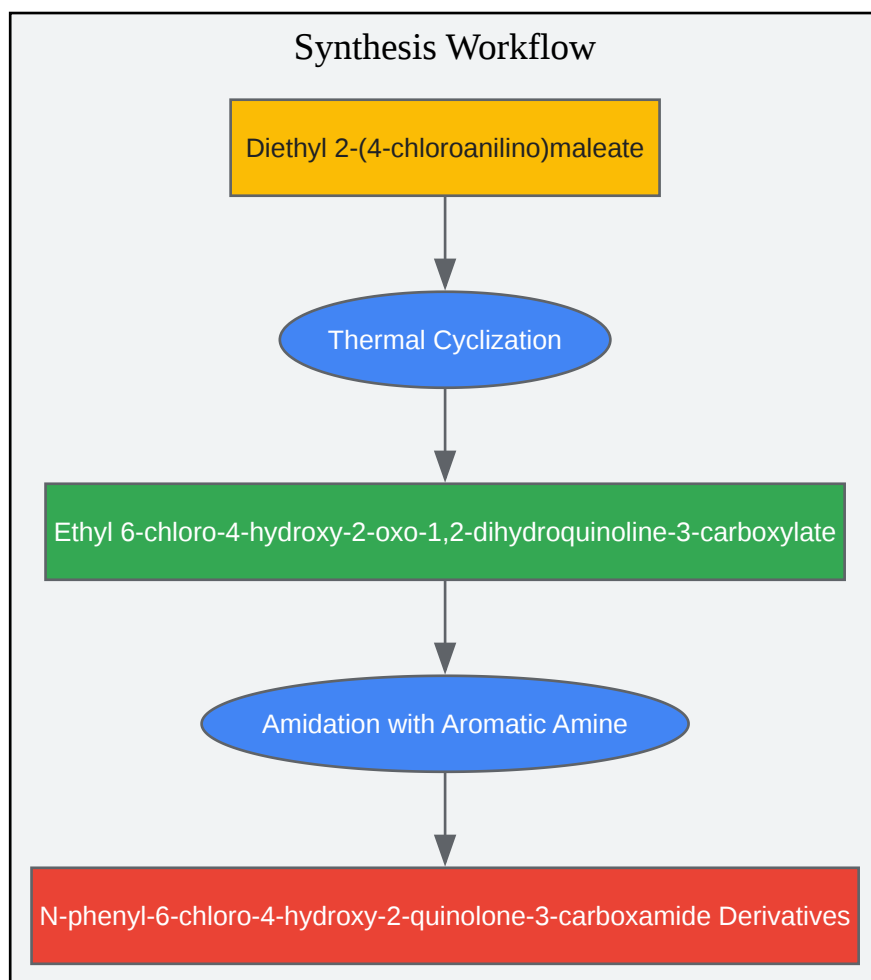 Synthesis Workflow
Diethyl 2-(4-chloroanilino)maleate
Thermal Cyclization
Ethyl 6-chloro-4-hydroxy-2-oxo-1,2-dihydroquinoline-3-carboxylate
Amidation with Aromatic Amine
N-phenyl-6-chloro-4-hydroxy-2-quinolone-3-carboxamide Derivatives